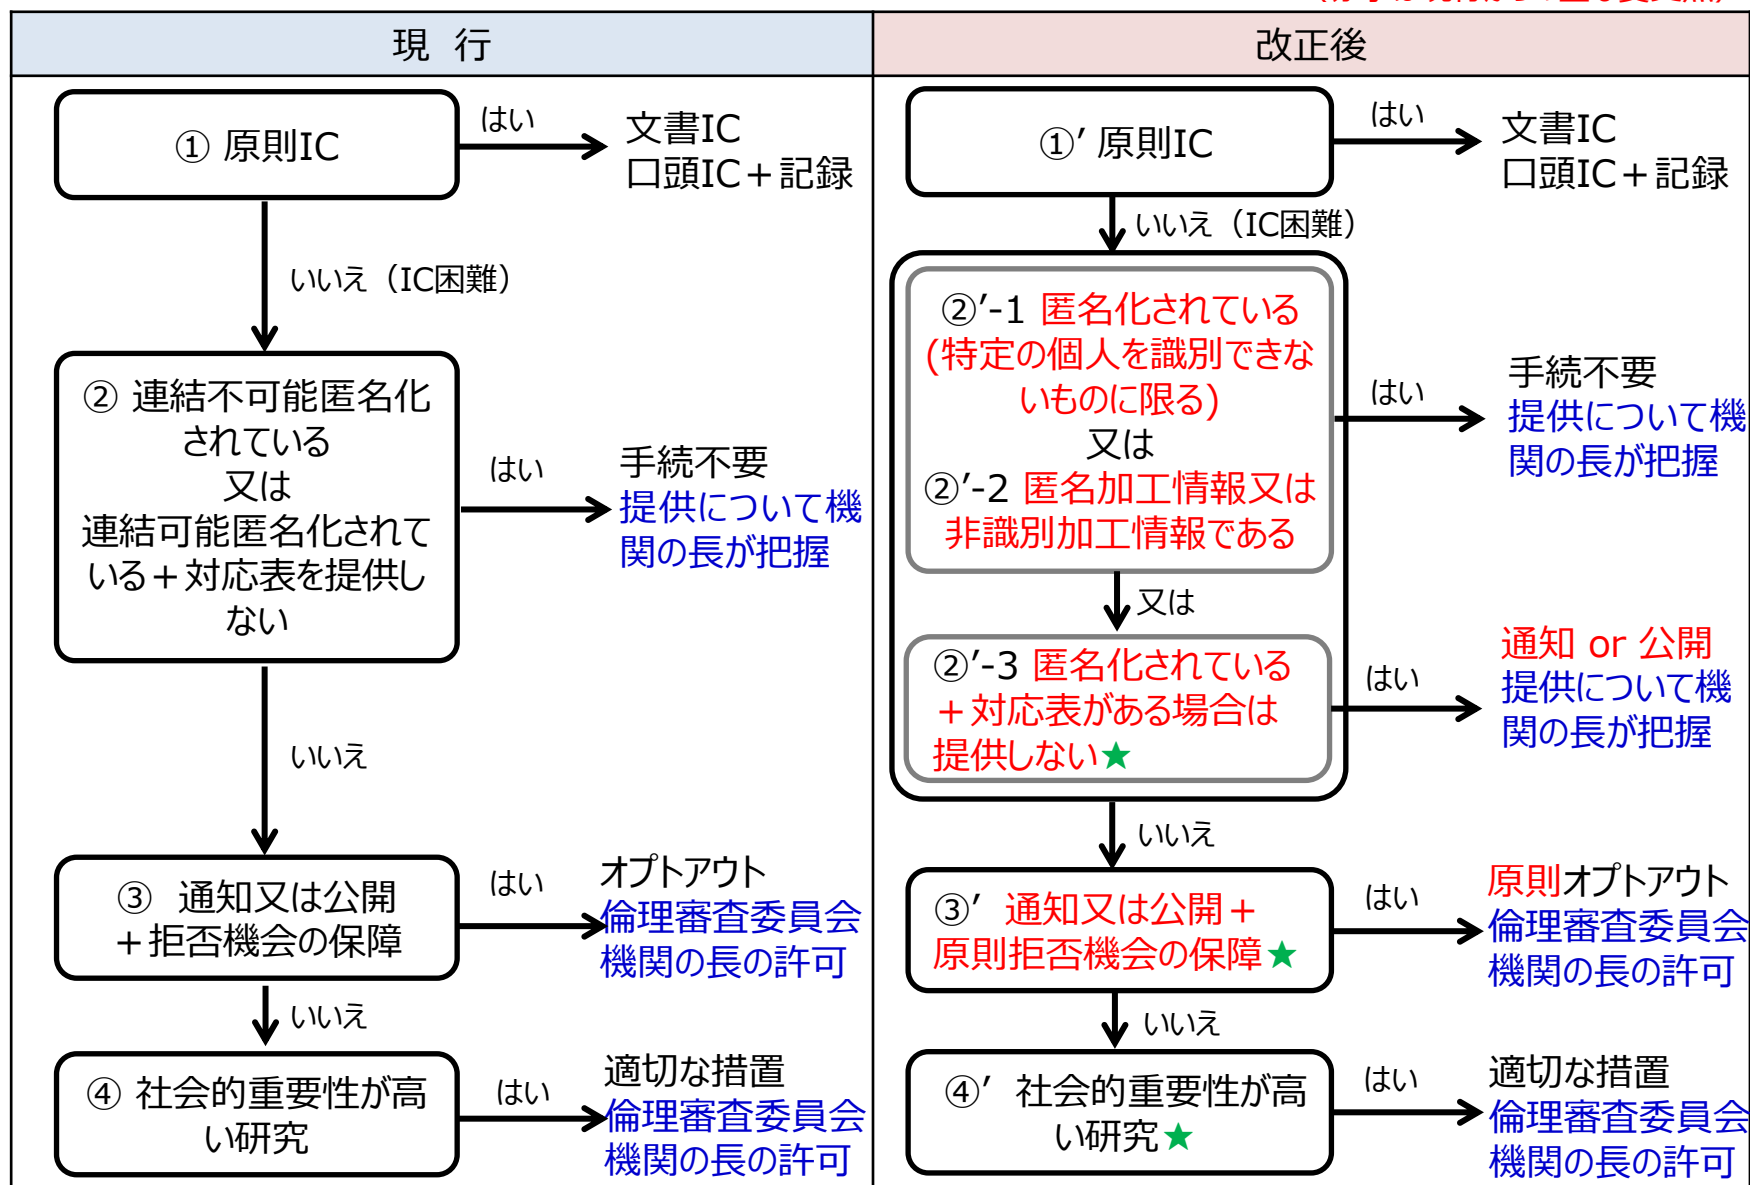 現 行
① 原則IC
はい
文書IC
口頭IC＋記録
いいえ（IC困難）
② 連結不可能匿名化
されている
又は
連結可能匿名化されて
いる＋対応表を提供し
ない
はい
手続不要
提供について機
関の長が把握
いいえ
③ 通知又は公開
＋拒否機会の保障
はい
オプトアウト
倫理審査委員会
機関の長の許可
いいえ
④ 社会的重要性が高
い研究
はい
適切な措置
倫理審査委員会
機関の長の許可
改正後
①’ 原則IC
はい
文書IC
口頭IC＋記録
いいえ（IC困難）
②’-1 匿名化されている
(特定の個人を識別できな
いものに限る)
又は
②’-2 匿名加工情報又は
非識別加工情報である
はい
手続不要
提供について機
関の長が把握
又は
②’-3 匿名化されている
＋対応表がある場合は
提供しない★
はい
通知 or 公開
提供について機
関の長が把握
いいえ
③’ 通知又は公開＋
原則拒否機会の保障★
はい
原則オプトアウト
倫理審査委員会
機関の長の許可
いいえ
④’ 社会的重要性が高
い研究★
はい
適切な措置
倫理審査委員会
機関の長の許可